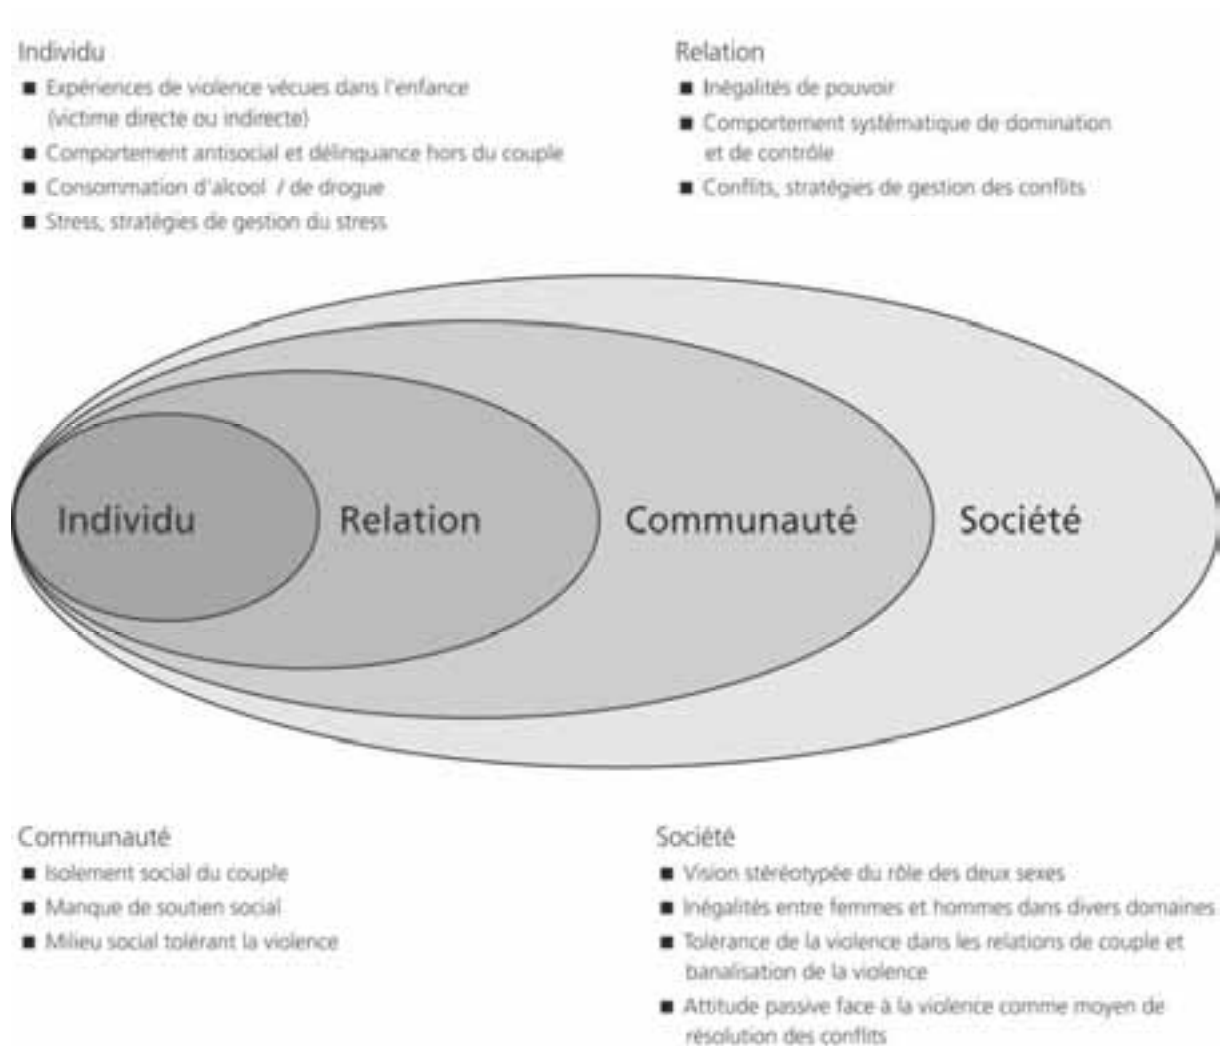 Individu
■ Expériences de violence vécues dans l'enfance
(victime directe ou indirecte)
■ Comportement antisocial et délinquance hors du couple
■ Consommation d'alcool / de drogue
■ Stress, stratégies de gestion du stress
Relation
■ Inégalités de pouvoir
■ Comportement systématique de domination
et de contrôle
■ Conflits, stratégies de gestion des conflits
Individu
Relation
Communauté
Société
Communauté
■ Isolement social du couple
■ Manque de soutien social
■ Milieu social tolérant la violence
Société
■ Vision stéréotypée du rôle des deux sexes
■ Inégalités entre femmes et hommes dans divers domaines
■ Tolérance de la violence dans les relations de couple et
banalisation de la violence
■ Attitude passive face à la violence comme moyen de
résolution des conflits